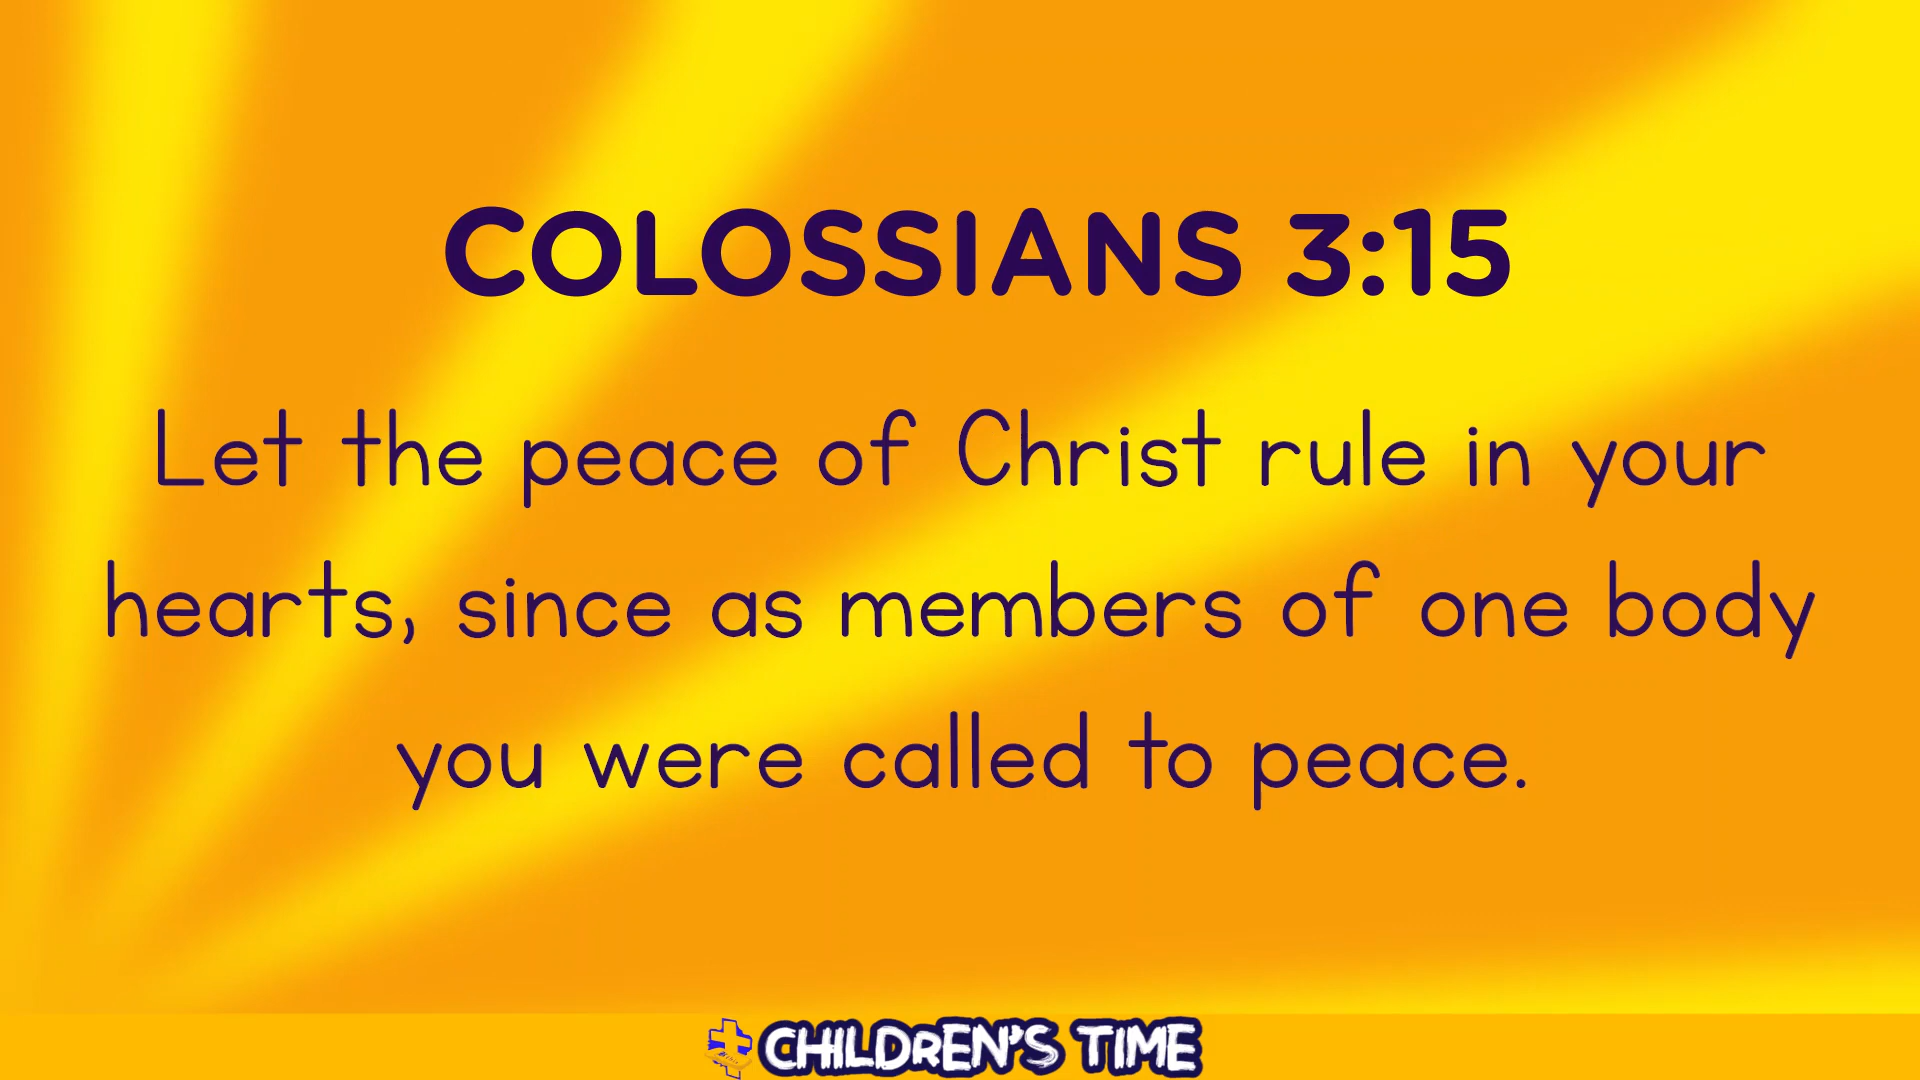 COLOSSIANS 3:15
Let the peace of Christ rule in your
hearts, since as members of one body
you were called to peace.
CHILDREN'S TIME